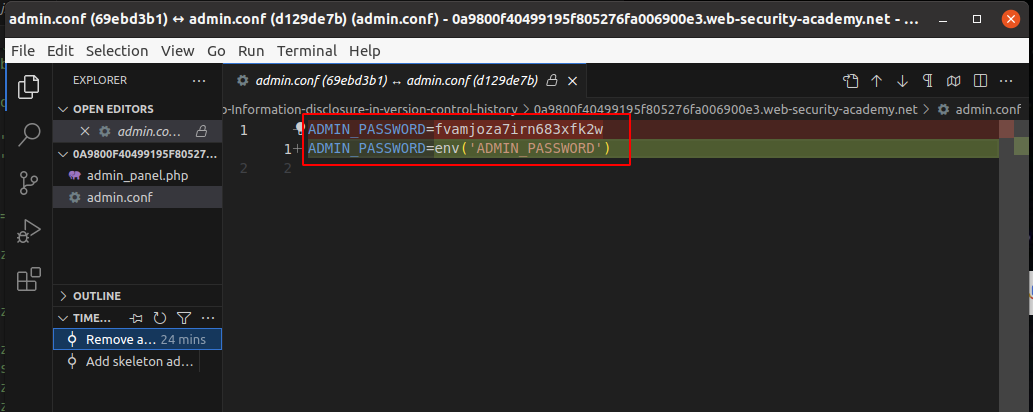 admin.conf (69ebd3b1) ↔ admin.conf (d129de7b) (admin.conf) - 0a9800f40499195f805276fa006900e3.web-security-academy.net - ...
File Edit Selection View Go Run Terminal Help
EXPLORER ...
admin.conf (69ebd3b1) ↔ admin.conf (d129de7b)
OPEN EDITORS
admin.co...
o-Information-disclosure-in-version-control-history > 0a9800f40499195f805276fa006900e3.web-security-academy.net > admin.conf
0A9800F40499195F80527...
admin_panel.php
admin.conf
1 ADMIN_PASSWORD=fvamjoza7irn683xfk2w
1+ ADMIN_PASSWORD=env('ADMIN_PASSWORD')
2 2
OUTLINE
TIME... ...
Remove a... 24 mins
Add skeleton ad...